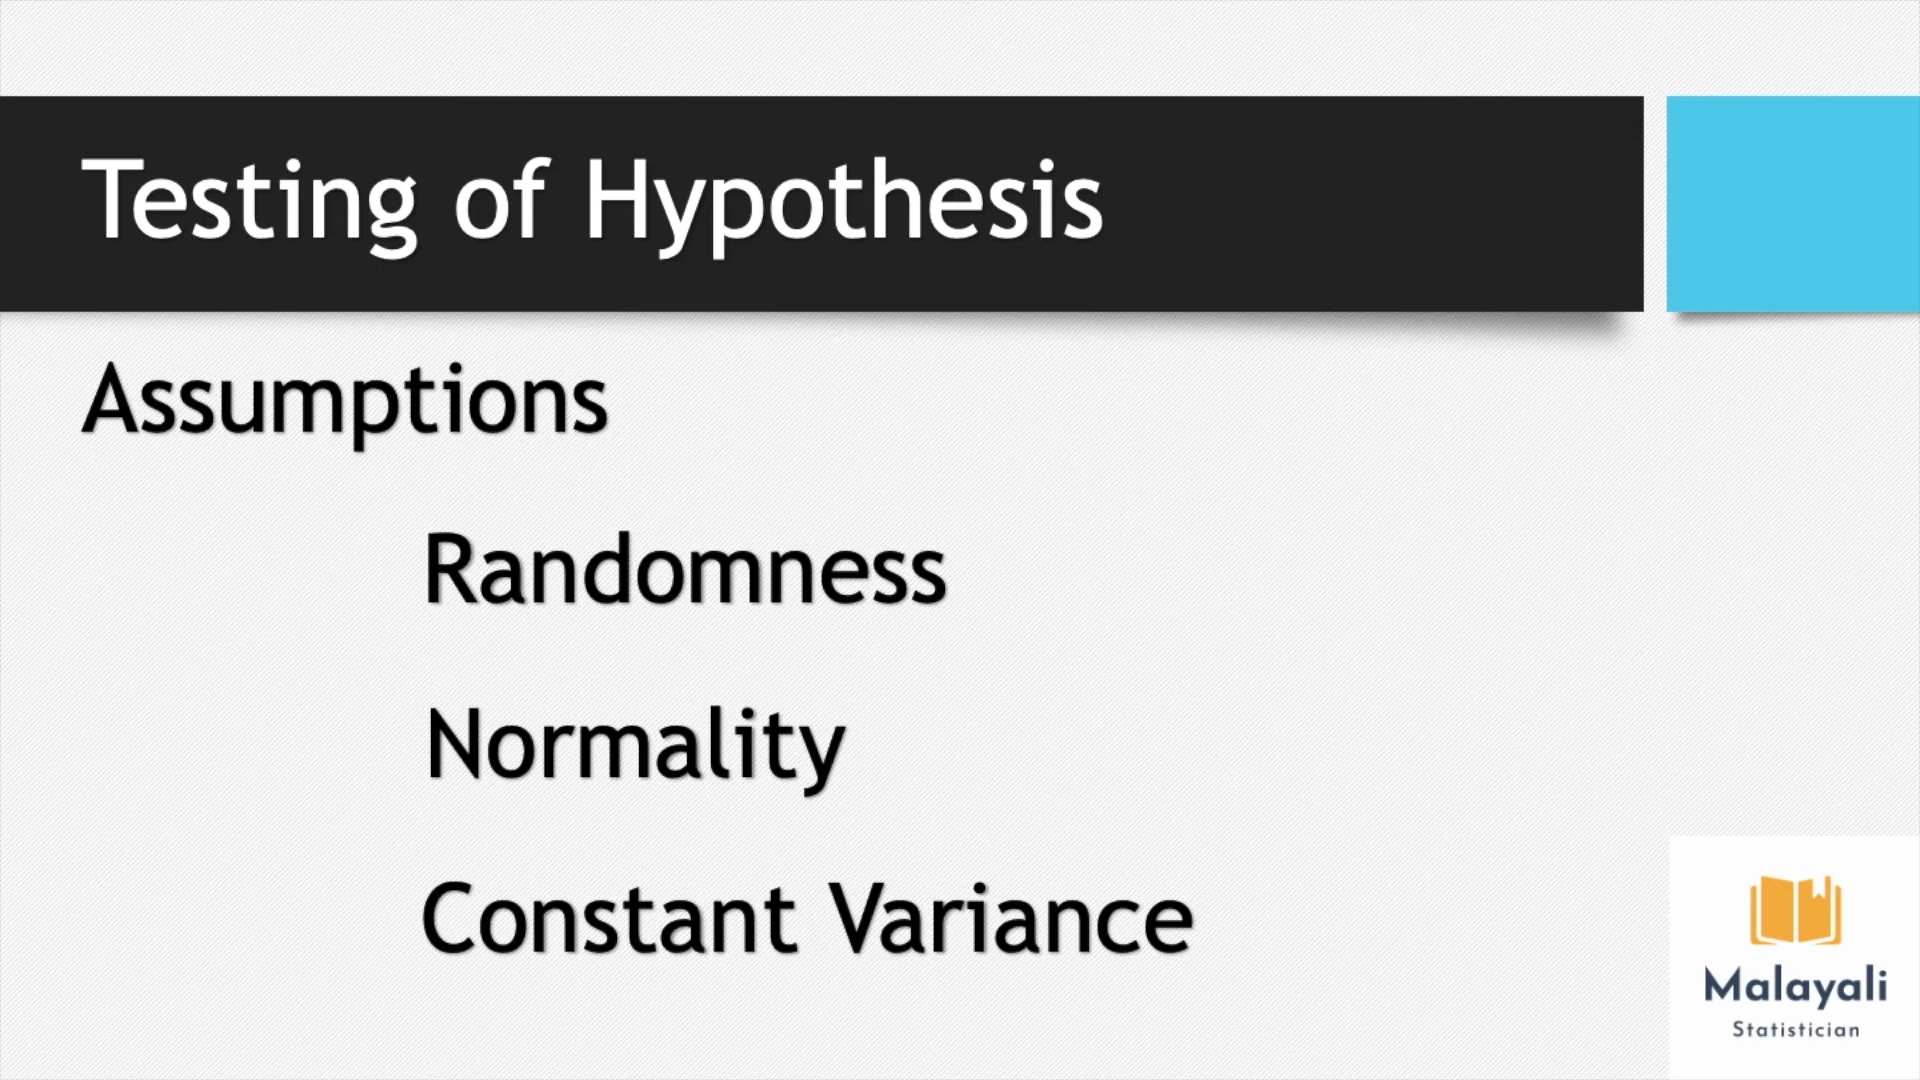 Testing of Hypothesis
Assumptions
Randomness
Normality
Constant Variance
Malayali
Statistician